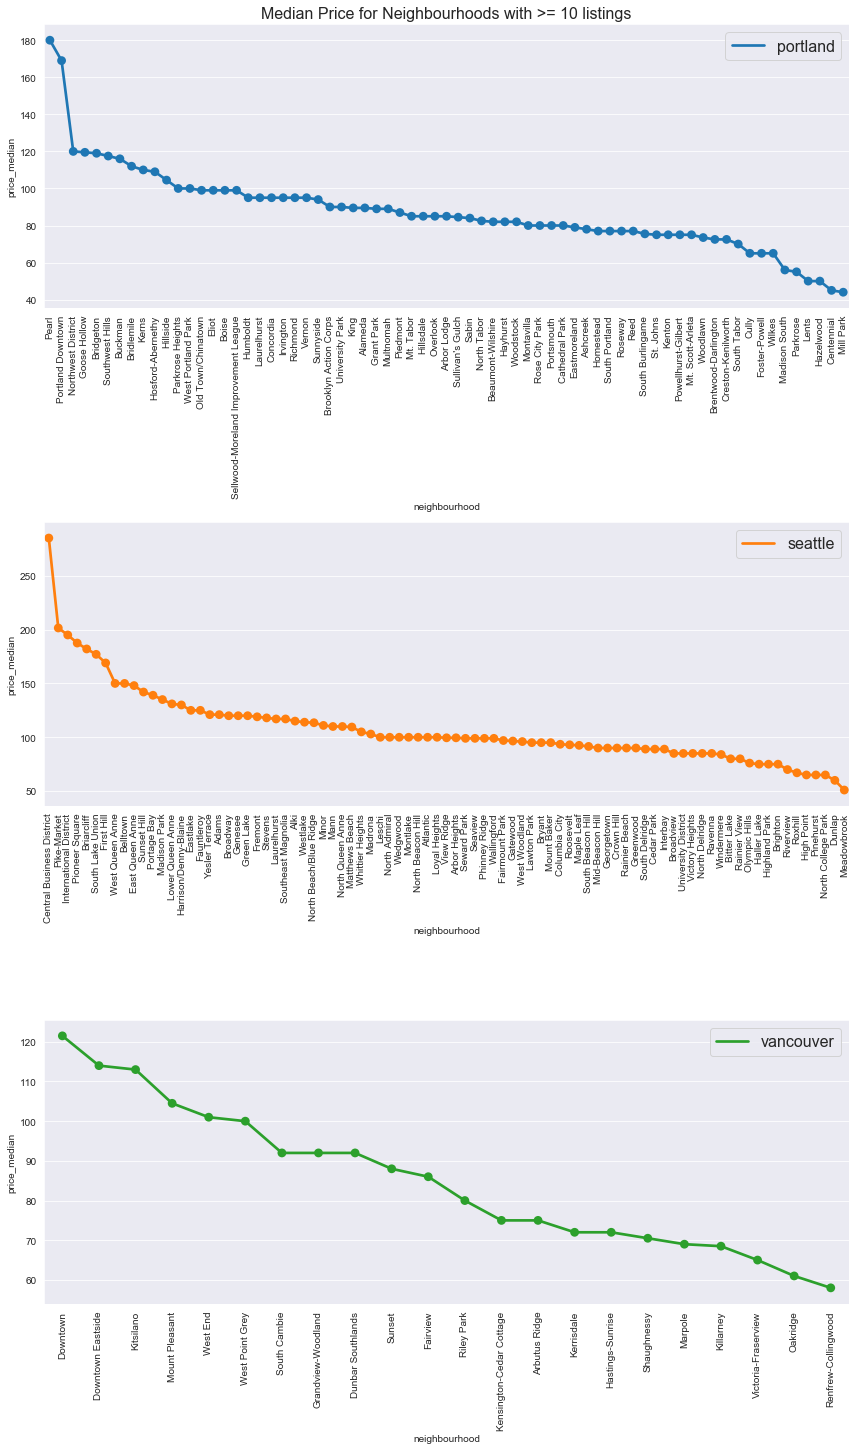 Median Price for Neighbourhoods with >= 10 listings
portland
180
160
140
120
100
80
60
40
price_median
Pearl
Portland Downtown
Northwest District
Goose Hollow
Bridgeton
Southwest Hills
Buckman
Bridlemile
Kerns
Hosford-Abernethy
Hillside
Parkrose Heights
West Portland Park
Old Town/Chinatown
Eliot
Boise
Sellwood-Moreland Improvement League
Humboldt
Laurelhurst
Concordia
Irvington
Richmond
Vernon
Sunnyside
Brooklyn Action Corps
University Park
King
Alameda
Grant Park
Multnomah
Piedmont
Mt. Tabor
Hillsdale
Overlook
Arbor Lodge
Sullivan's Gulch
Sabin
North Tabor
Beaumont-Wilshire
Hayhurst
Woodstock
Montavilla
Rose City Park
Portsmouth
Cathedral Park
Eastmoreland
Ashcreek
Homestead
South Portland
Roseway
Reed
South Burlingame
St. Johns
Kenton
Powellhurst-Gilbert
Mt. Scott-Arleta
Woodlawn
Brentwood-Darlington
Creston-Kenilworth
South Tabor
Cully
Foster-Powell
Wilkes
Madison South
Parkrose
Lents
Hazelwood
Centennial
Mill Park
neighbourhood
seattle
250
200
150
100
50
price_median
Central Business District
Pike-Market
International District
Pioneer Square
Briarcliff
South Lake Union
First Hill
West Queen Anne
Belltown
East Queen Anne
Sunset Hill
Portage Bay
Madison Park
Lower Queen Anne
Harrison/Denny-Blaine
Eastlake
Fauntleroy
Yesler Terrace
Adams
Broadway
Genesee
Green Lake
Fremont
Stevens
Laurelhurst
Southeast Magnolia
Alki
Westlake
North Beach/Blue Ridge
Minor
Mann
North Queen Anne
Matthews Beach
Whittier Heights
Madrona
Leschi
North Admiral
Wedgwood
Montlake
North Beacon Hill
Atlantic
Loyal Heights
View Ridge
Arbor Heights
Seward Park
Seaview
Phinney Ridge
Wallingford
Fairmount Park
Gatewood
West Woodland
Lawton Park
Bryant
Mount Baker
Columbia City
Roosevelt
Maple Leaf
South Beacon Hill
Mid-Beacon Hill
Georgetown
Crown Hill
Rainier Beach
Greenwood
South Delridge
Cedar Park
Interbay
Broadview
University District
Victory Heights
North Delridge
Ravenna
Windermere
Bitter Lake
Rainier View
Olympic Hills
Haller Lake
Highland Park
Brighton
Riverview
Roxhill
High Point
Pinehurst
North College Park
Dunlap
Meadowbrook
neighbourhood
vancouver
120
110
100
90
80
70
60
price_median
Downtown
Downtown Eastside
Kitsilano
Mount Pleasant
West End
West Point Grey
South Cambie
Grandview-Woodland
Dunbar Southlands
Sunset
Fairview
Riley Park
Kensington-Cedar Cottage
Arbutus Ridge
Kerrisdale
Hastings-Sunrise
Shaughnessy
Marpole
Killarney
Victoria-Fraserview
Oakridge
Renfrew-Collingwood
neighbourhood